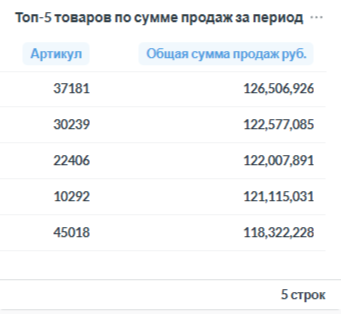 Топ-5 товаров по сумме продаж за период ...
Артикул Общая сумма продаж руб.
37181 126,506,926
30239 122,577,085
22406 122,007,891
10292 121,115,031
45018 118,322,228
5 строк